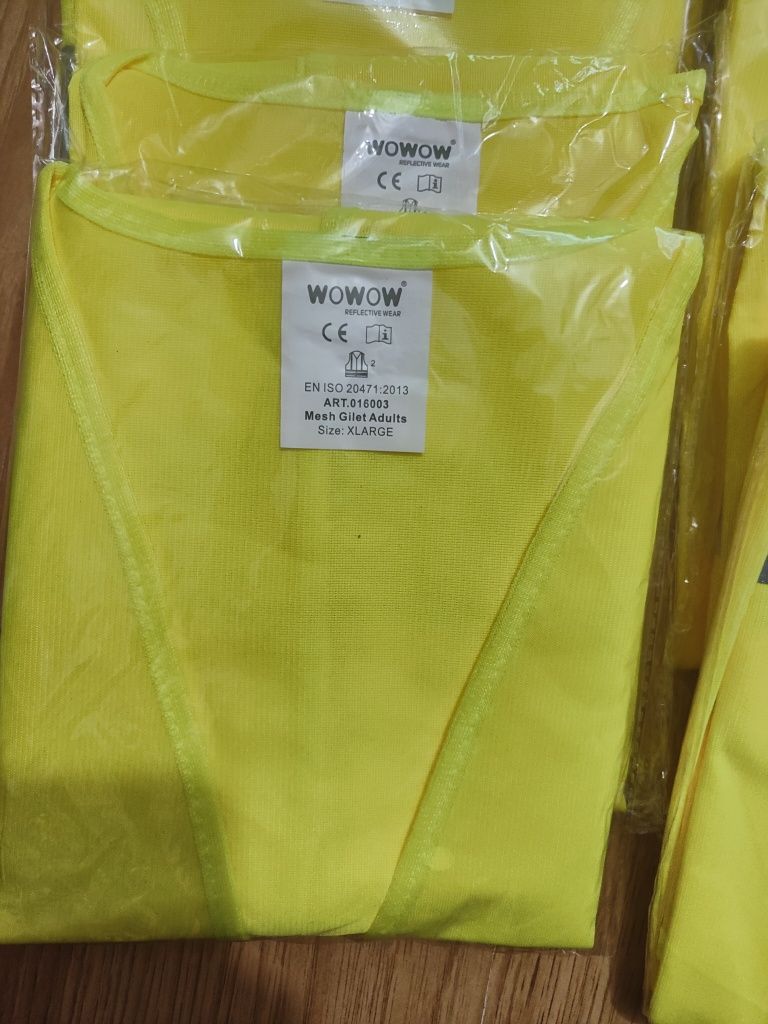 WOWOW®
REFLECTIVE WEAR
CE
WOWOW®
REFLECTIVE WEAR
CE
2
EN ISO 20471:2013
ART.016003
Mesh Gilet Adults
Size: XLARGE